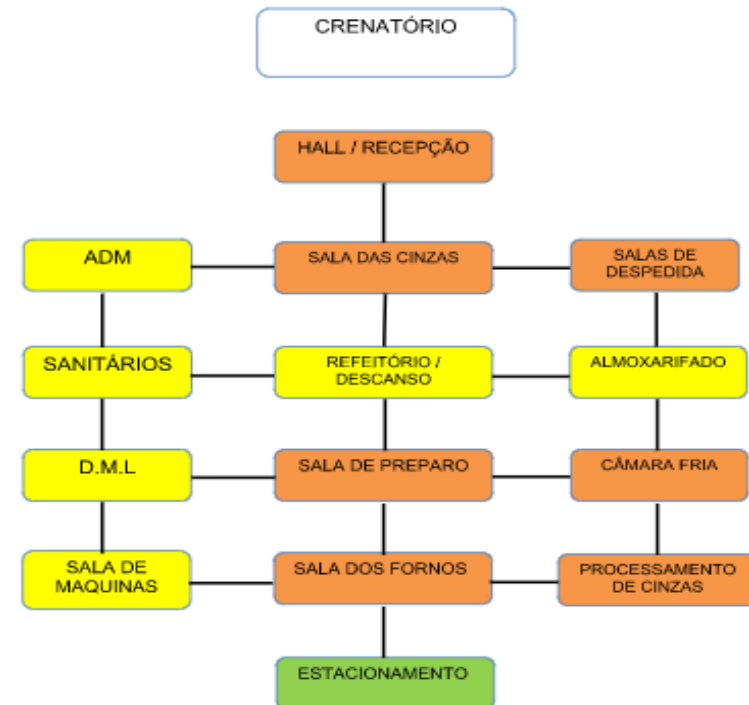 CRENATÓRIO
HALL / RECEPÇÃO
ADM
SALA DAS CINZAS
SALAS DE
DESPEDIDA
SANITÁRIOS
REFEITÓRIO /
DESCANSO
ALMOXARIFADO
D.M.L
SALA DE PREPARO
CÂMARA FRIA
SALA DE
MAQUINAS
SALA DOS FORNOS
PROCESSAMENTO
DE CINZAS
ESTACIONAMENTO